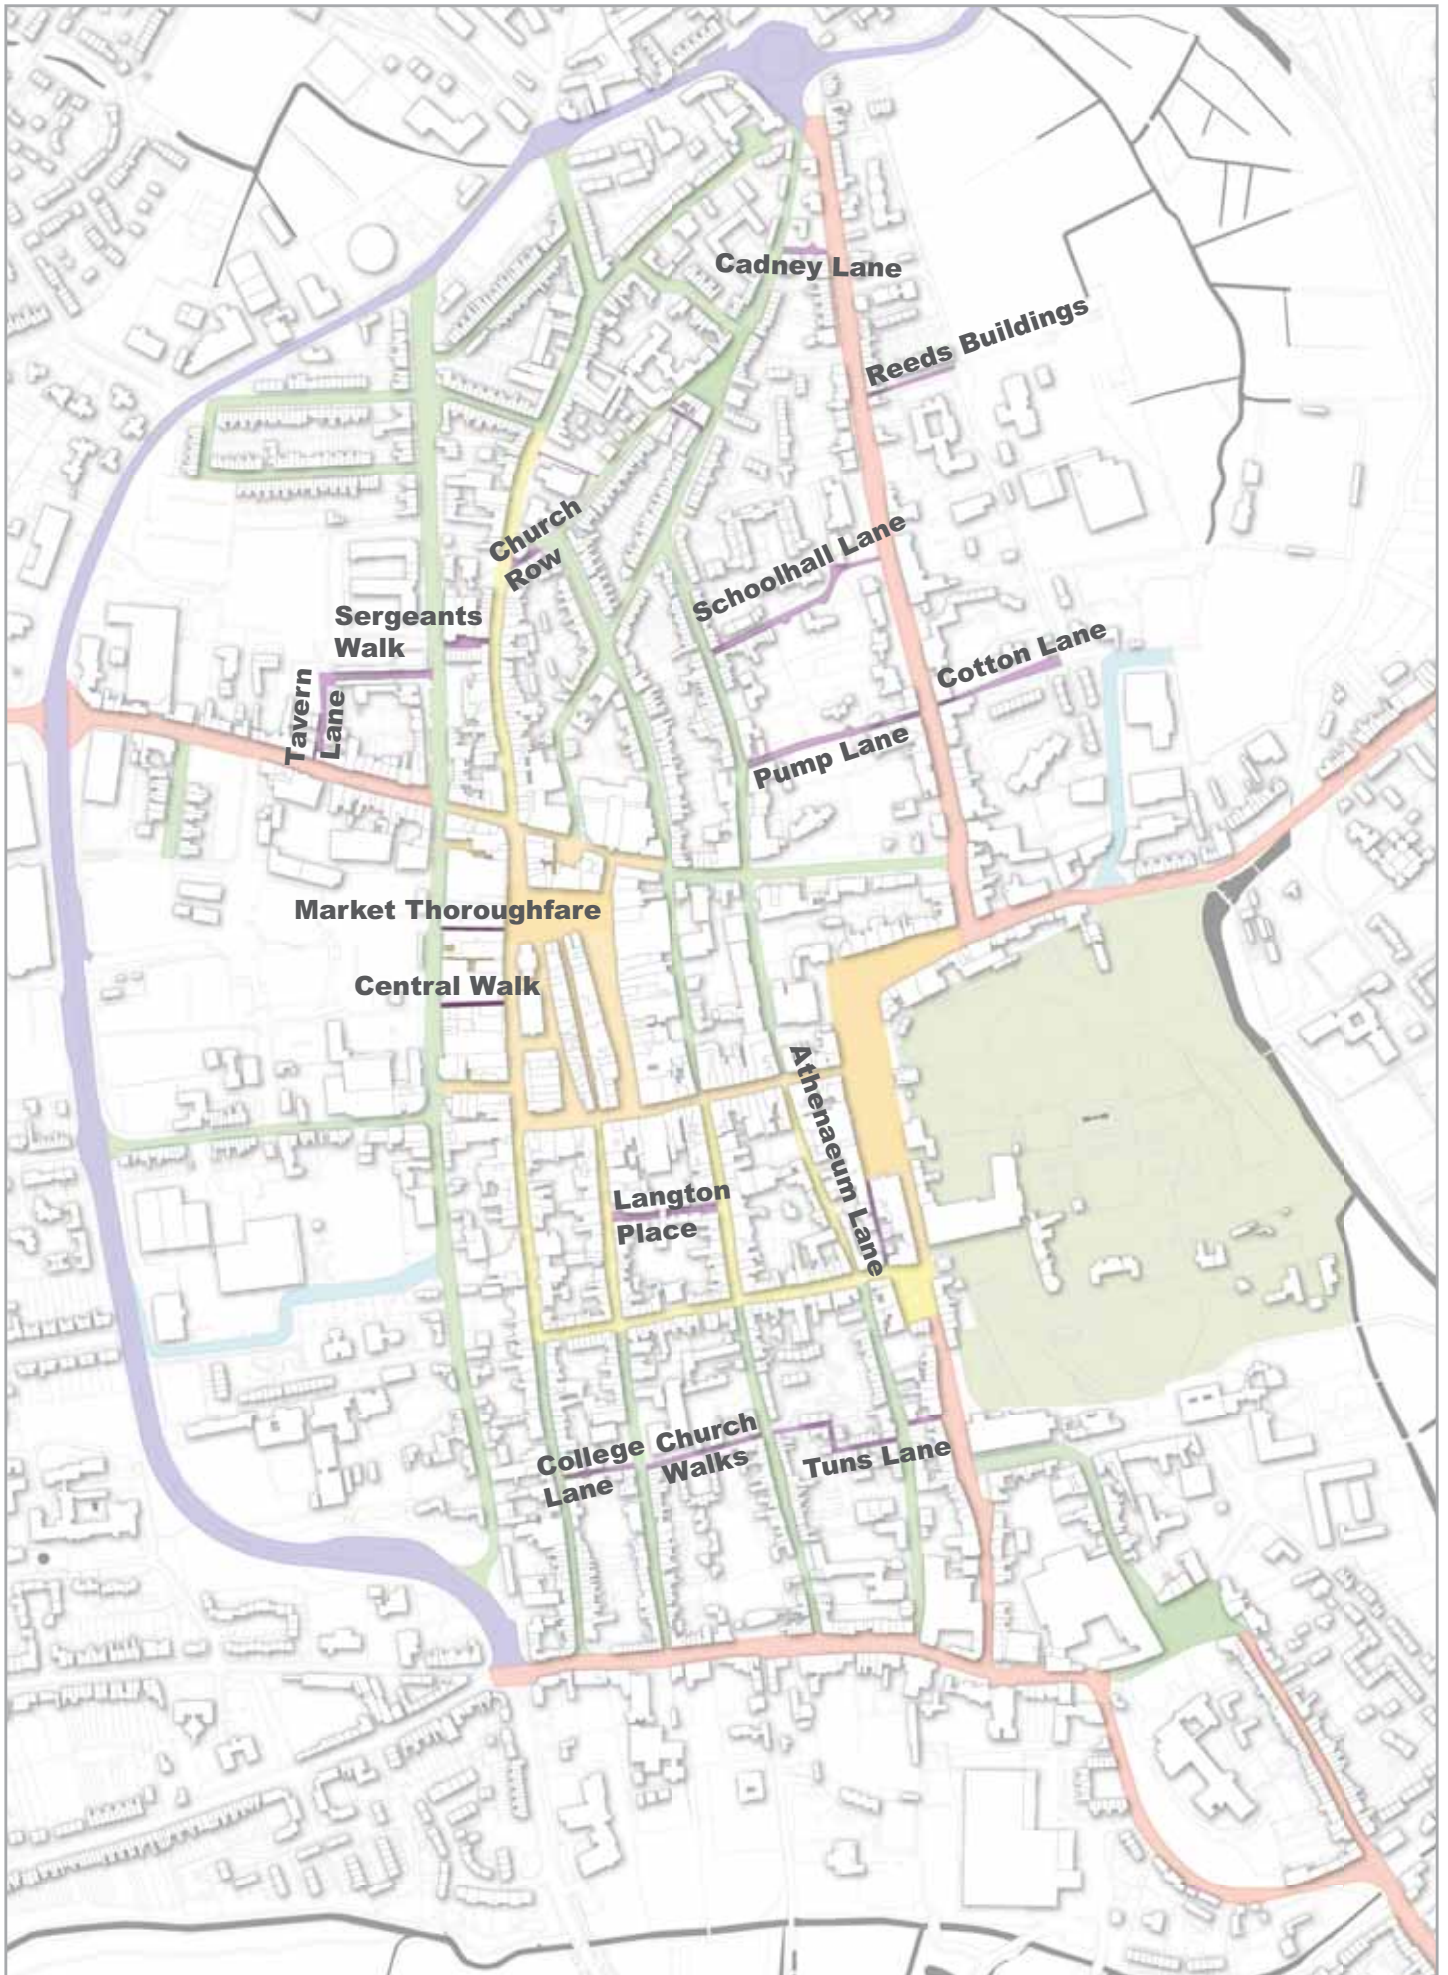 Cadney Lane
Reeds Buildings
Church
Row
Schoolhall Lane
Sergeants
Walk
Tavern
Lane
Cotton Lane
Pump Lane
Market Thoroughfare
Central Walk
Athenaeum Lane
Langton
Place
College
Lane
Church
Walks
Tuns Lane